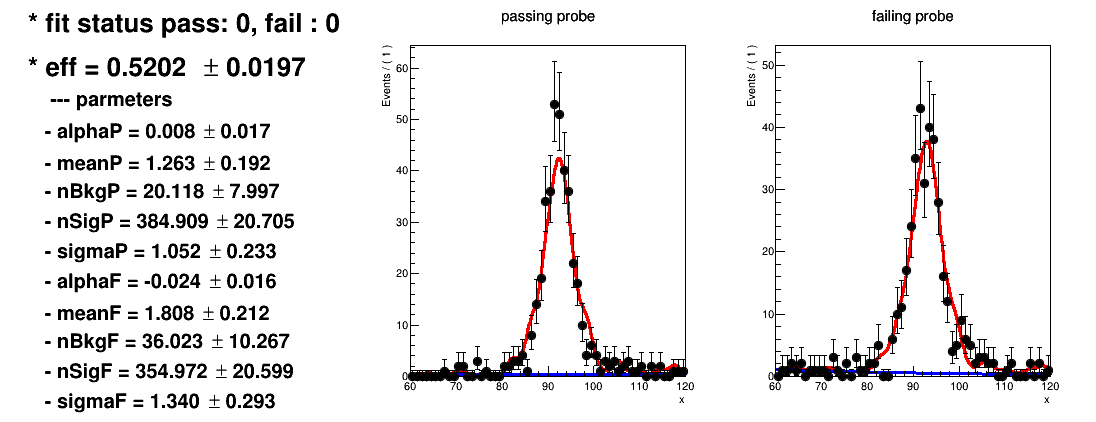 * fit status pass: 0, fail : 0
* eff = 0.5202 ± 0.0197
--- parmeters
- alphaP = 0.008 ± 0.017
- meanP = 1.263 ± 0.192
- nBkgP = 20.118 ± 7.997
- nSigP = 384.909 ± 20.705
- sigmaP = 1.052 ± 0.233
- alphaF = -0.024 ± 0.016
- meanF = 1.808 ± 0.212
- nBkgF = 36.023 ± 10.267
- nSigF = 354.972 ± 20.599
- sigmaF = 1.340 ± 0.293
passing probe
Events / ( 1 )
60
50
40
30
20
10
0
60 70 80 90 100 110 120
x
failing probe
Events / ( 1 )
50
40
30
20
10
0
60 70 80 90 100 110 120
x